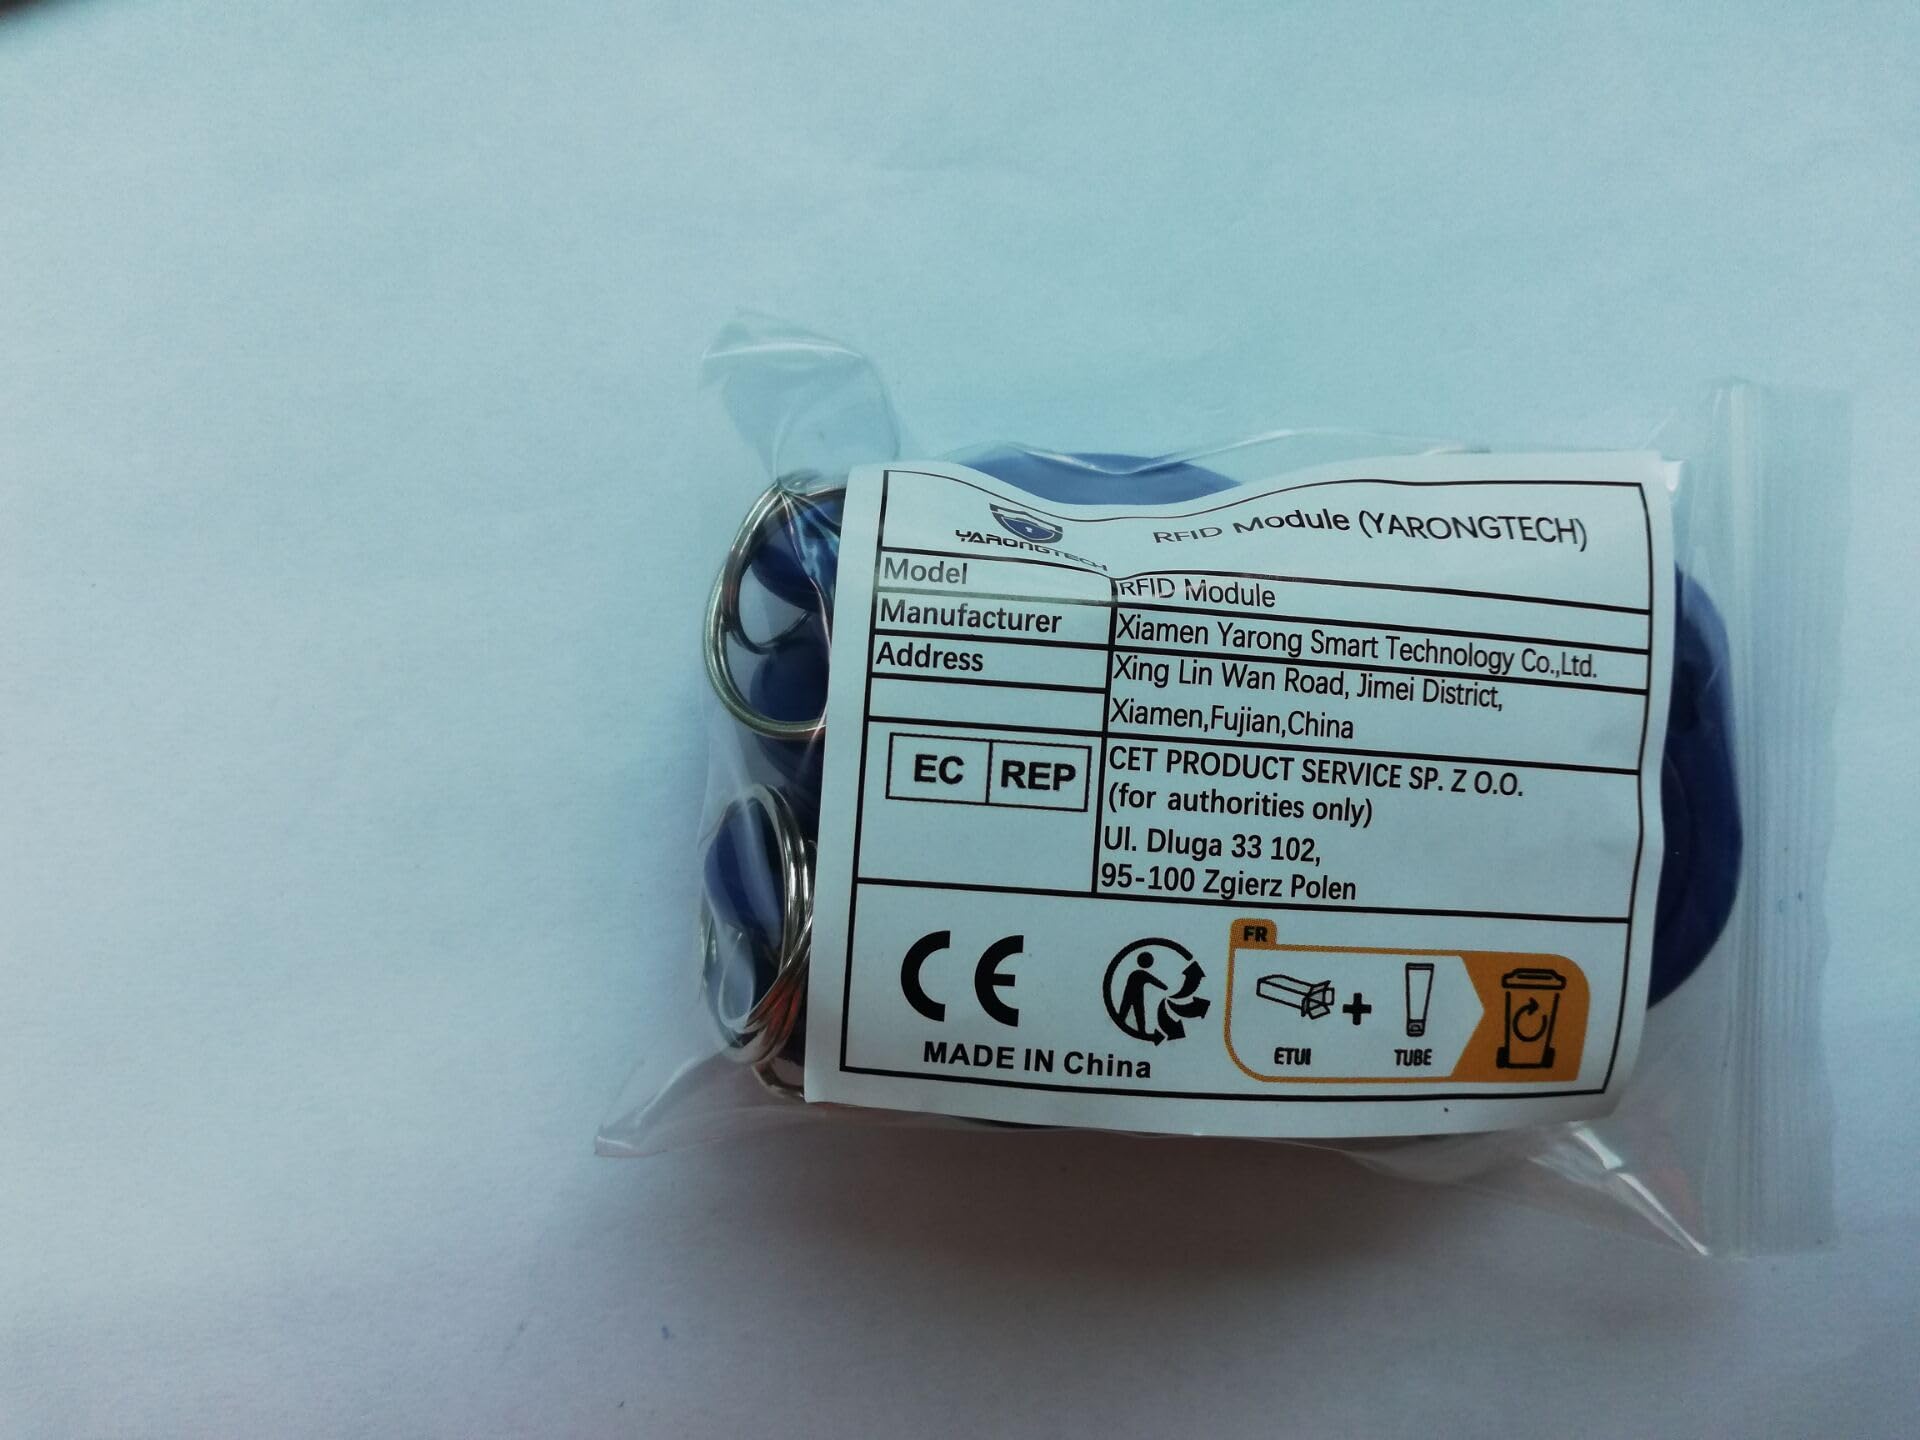 YARONGTECH
RFID Module (YARONGTECH)
Model
RFID Module
Manufacturer
Xiamen Yarong Smart Technology Co.,Ltd.
Address
Xing Lin Wan Road, Jimei District,
Xiamen,Fujian,China
EC REP
CET PRODUCT SERVICE SP. Z O.O.
(for authorities only)
Ul. Dluga 33 102,
95-100 Zgierz Polen
CE
MADE IN China
FR
+
ETUI
TUBE